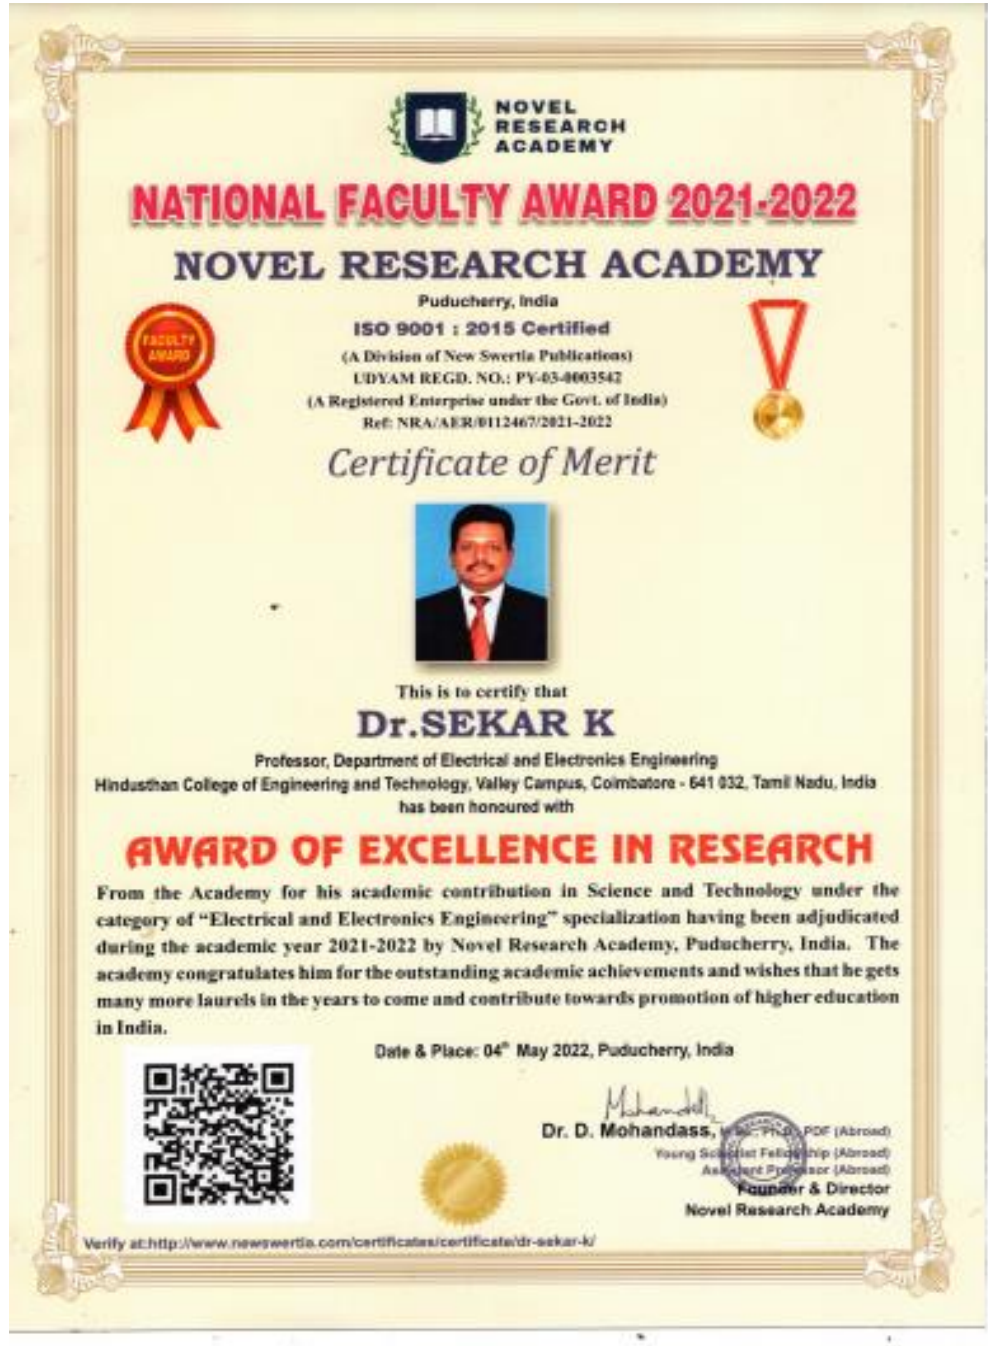 NOVEL
RESEARCH
ACADEMY
NATIONAL FACULTY AWARD 2021-2022
NOVEL RESEARCH ACADEMY
Puducherry, India
ISO 9001 : 2015 Certified
(A Division of New Swertia Publications)
UDYAM REGD. NO.: PY-03-0003542
(A Registered Enterprise under the Govt. of India)
Ref: NRA/AER/0112467/2021-2022
FACULTY
AWARD
Certificate of Merit
This is to certify that
Dr.SEKAR K
Professor, Department of Electrical and Electronics Engineering
Hindusthan College of Engineering and Technology, Valley Campus, Coimbatore - 641 032, Tamil Nadu, India
has been honoured with
AWARD OF EXCELLENCE IN RESEARCH
From the Academy for his academic contribution in Science and Technology under the
category of “Electrical and Electronics Engineering” specialization having been adjudicated
during the academic year 2021-2022 by Novel Research Academy, Puducherry, India. The
academy congratulates him for the outstanding academic achievements and wishes that he gets
many more laurels in the years to come and contribute towards promotion of higher education
in India.
Date & Place: 04th May 2022, Puducherry, India
Dr. D. Mohandass, Ph.D., PDF (Abroad)
Young Scientist Fellowship (Abroad)
Assistant Professor (Abroad)
Founder & Director
Novel Research Academy
Verify at:http://www.newswertia.com/certificates/certificate/dr-sekar-k/